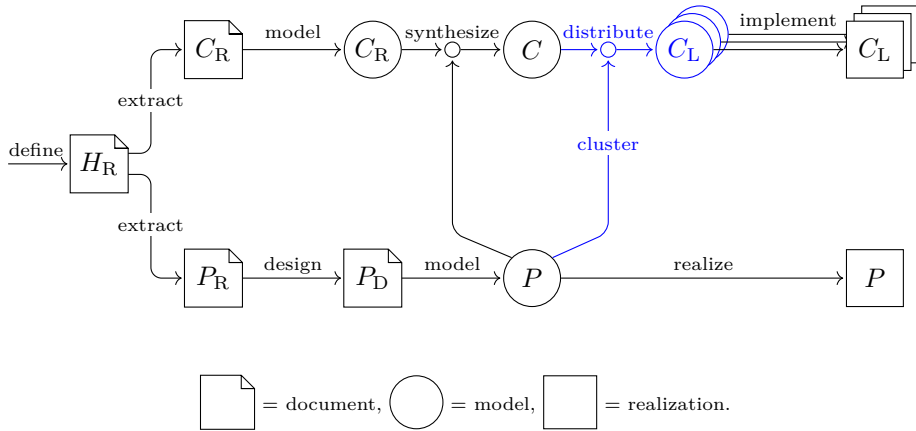 model
synthesize
distribute
implement
C_R
C_R
C
C_L
C_L
extract
define
H_R
cluster
extract
P_R
design
P_D
model
P
realize
P
= document,
= model,
= realization.